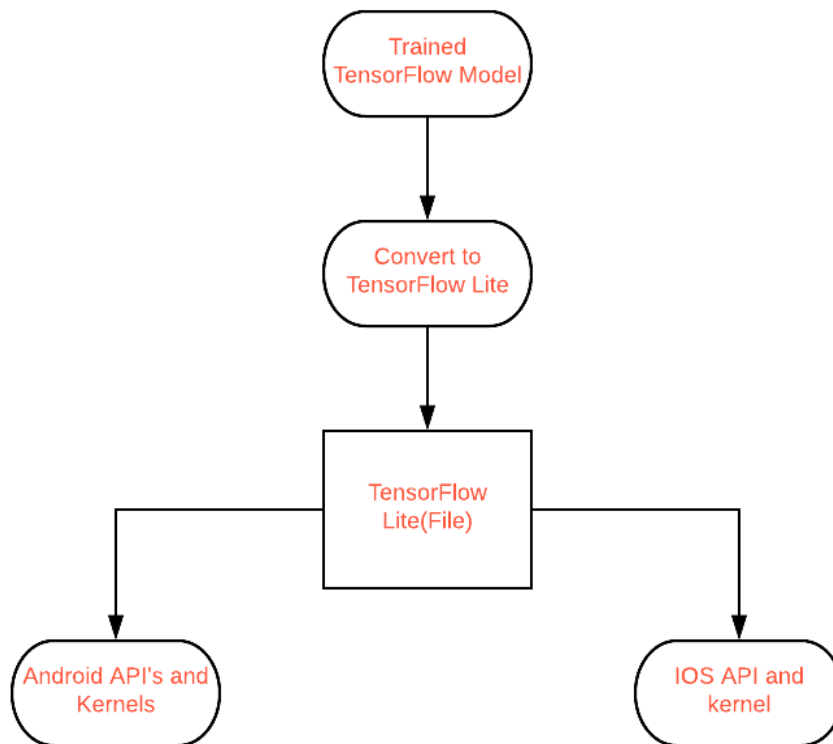 Trained
TensorFlow Model
Convert to
TensorFlow Lite
TensorFlow
Lite(File)
Android API's and
Kernels
IOS API and
kernel